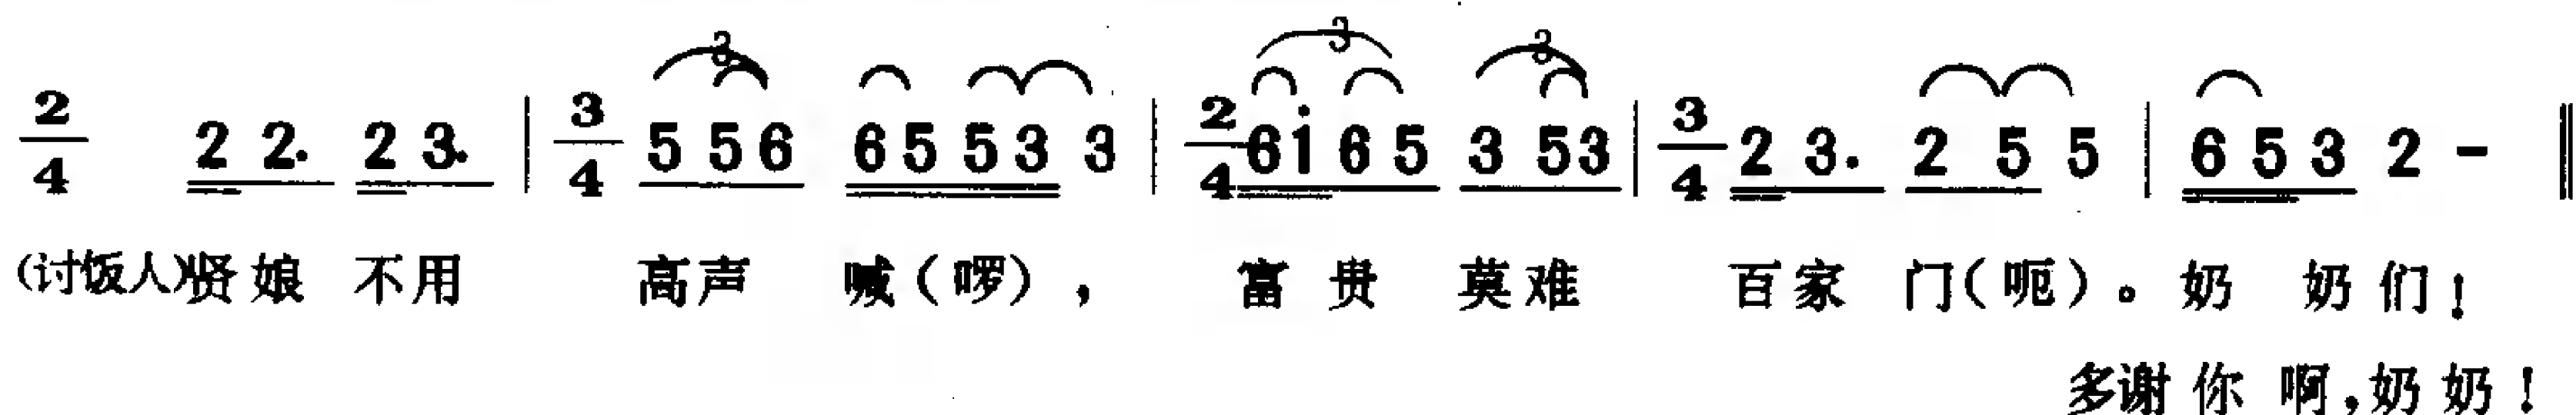 2/4 2 2. 2 3. | 3/4 5 5 6 6 5 5 3 3 | 2/4 6 i 6 5 3 5 3 | 3/4 2 3. 2 5 5 | 6 5 3 2 - ‖
(讨饭人)贤娘 不用 高声 喊(啰), 富贵 莫难 百家 门(呃)。奶 奶们!
多谢你 啊,奶奶!